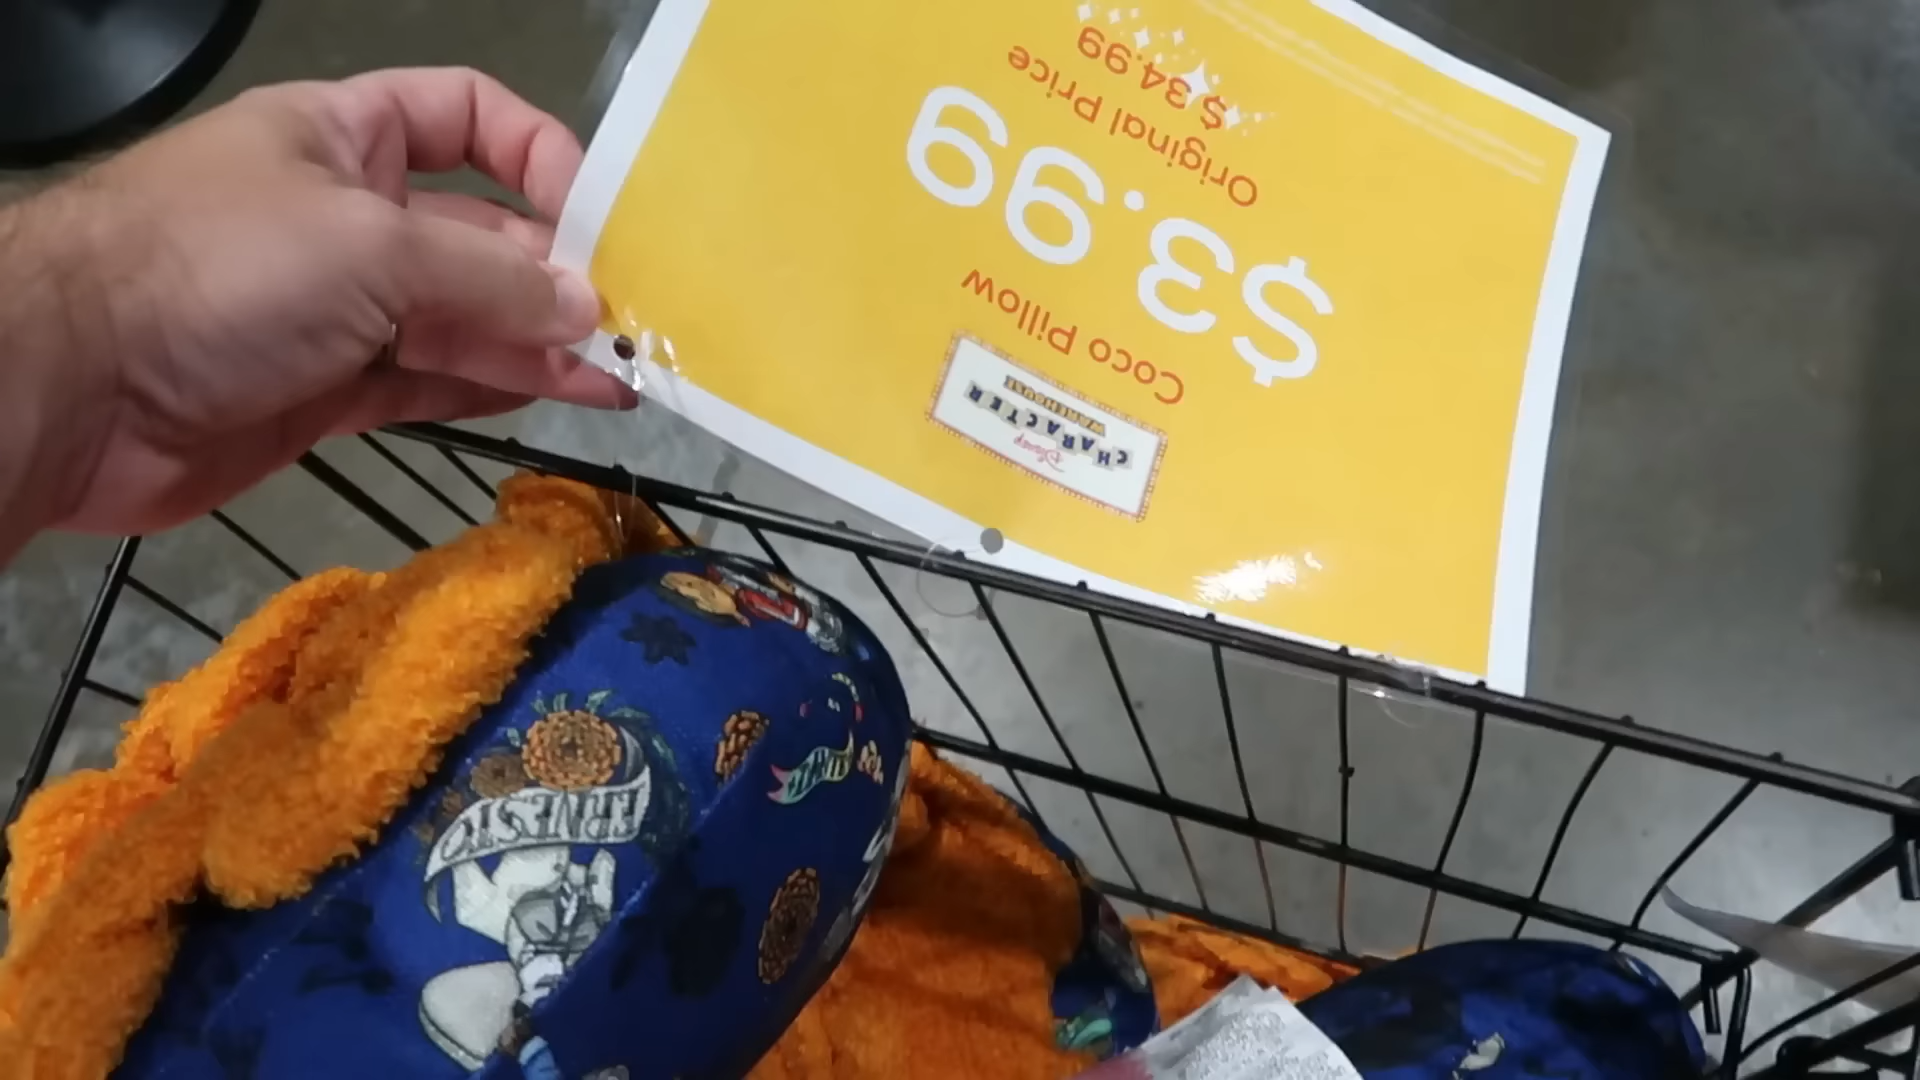 Disney
CHARACTER
WAREHOUSE
Coco Pillow
$3.99
Original Price
$34.99
ERNESTO